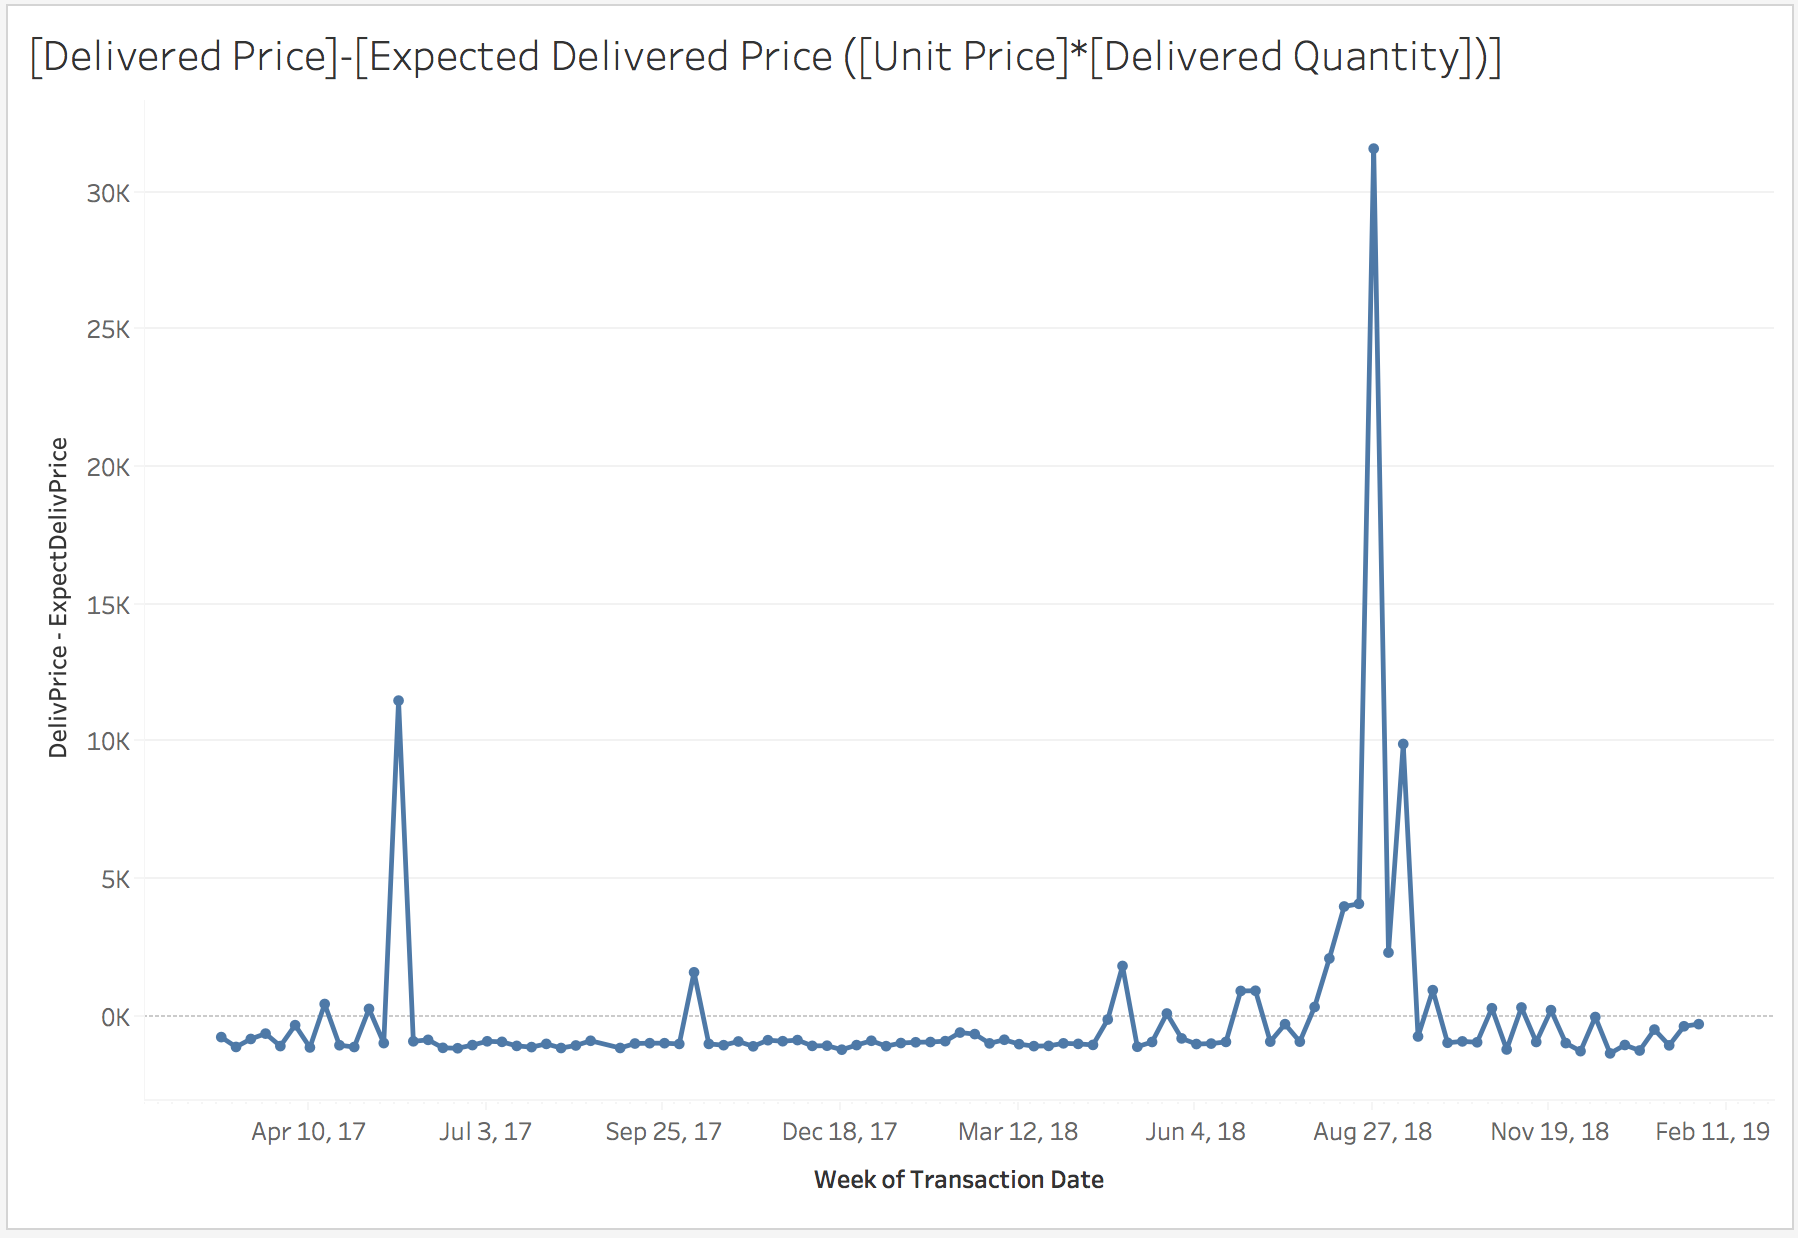 [Delivered Price]-[Expected Delivered Price ([Unit Price]*[Delivered Quantity])]
DelivPrice - ExpectDelivPrice
30K
25K
20K
15K
10K
5K
0K
Apr 10, 17
Jul 3, 17
Sep 25, 17
Dec 18, 17
Mar 12, 18
Jun 4, 18
Aug 27, 18
Nov 19, 18
Feb 11, 19
Week of Transaction Date